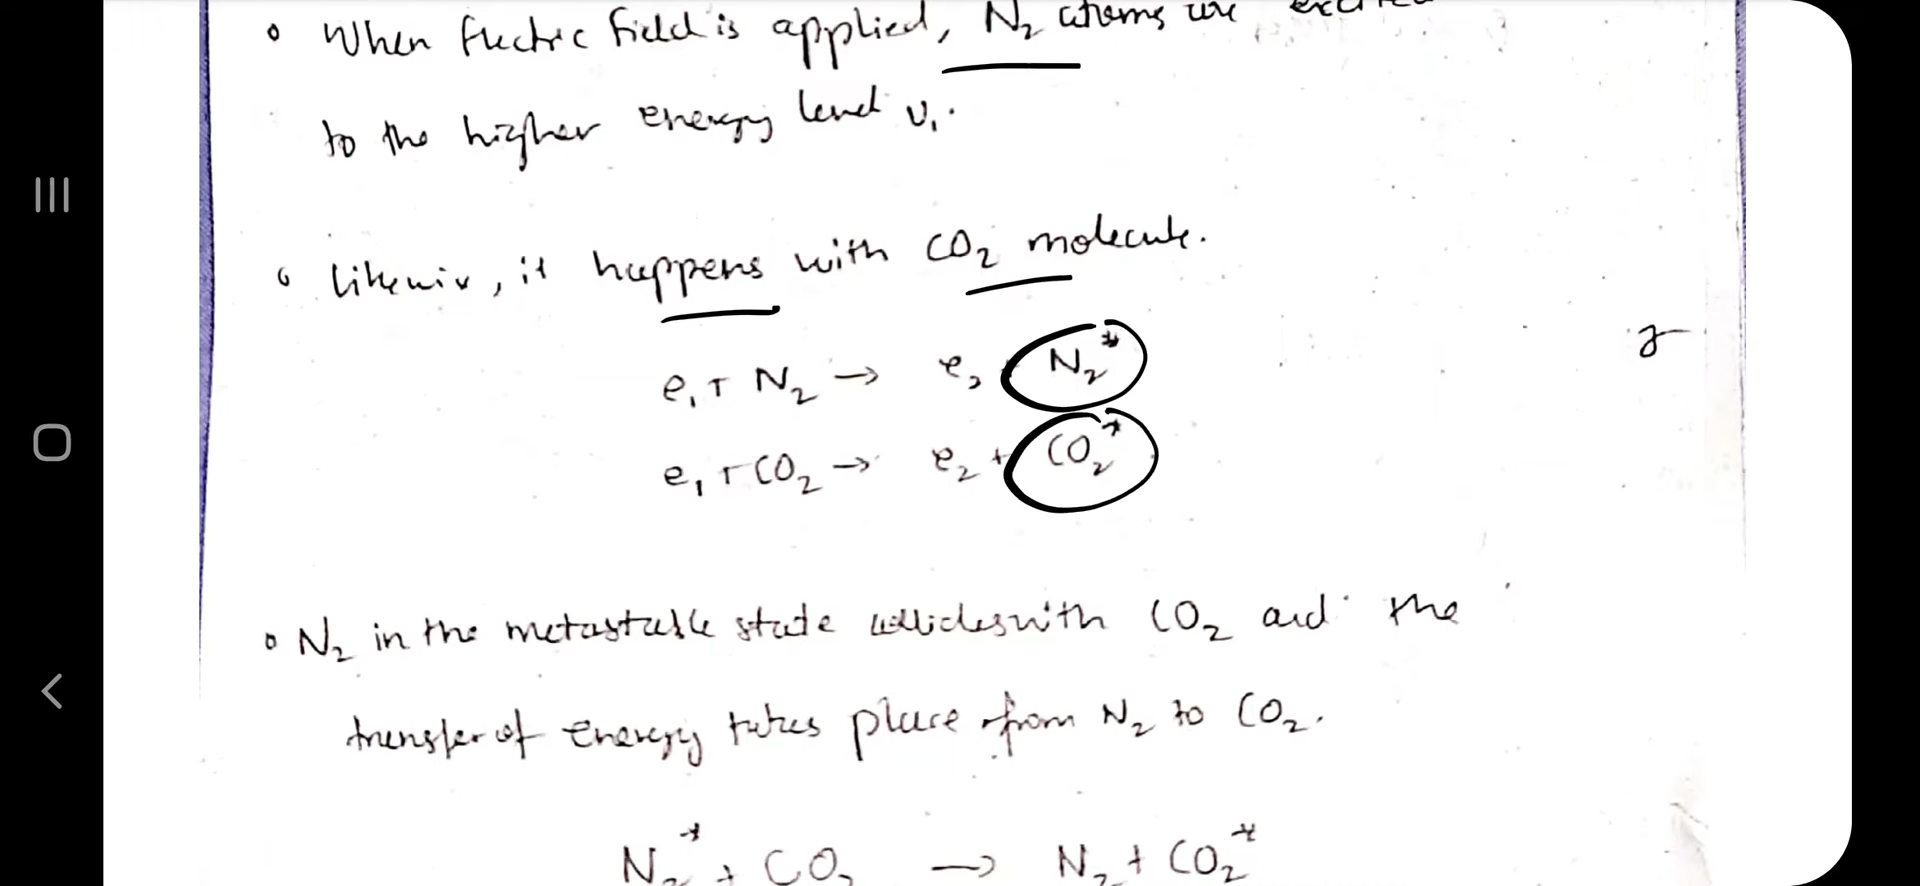 When Electric field is applied, N₂ atoms are excited
to the higher energy level υ₁.
likewise, it happens with CO₂ molecule.
e₁ + N₂ → e₂ N₂*
e₁ + CO₂ → e₂ + CO₂*
N₂ in the metastable state collides with CO₂ and the
transfer of energy takes place from N₂ to CO₂.
N₂* + CO₂ → N₂ + CO₂*